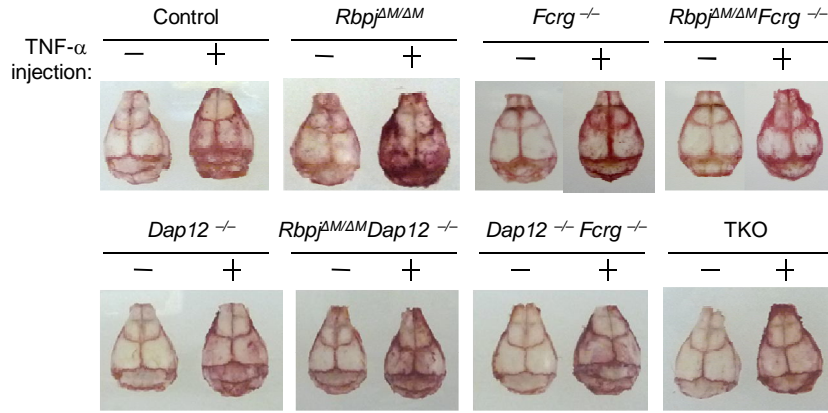 Control Rbpj^ΔM/ΔM Fcrg −/− Rbpj^ΔM/ΔM Fcrg −/−
TNF-α
injection: − + − + − + − +
Dap12 −/− Rbpj^ΔM/ΔM Dap12 −/− Dap12 −/− Fcrg −/− TKO
− + − + − + − +